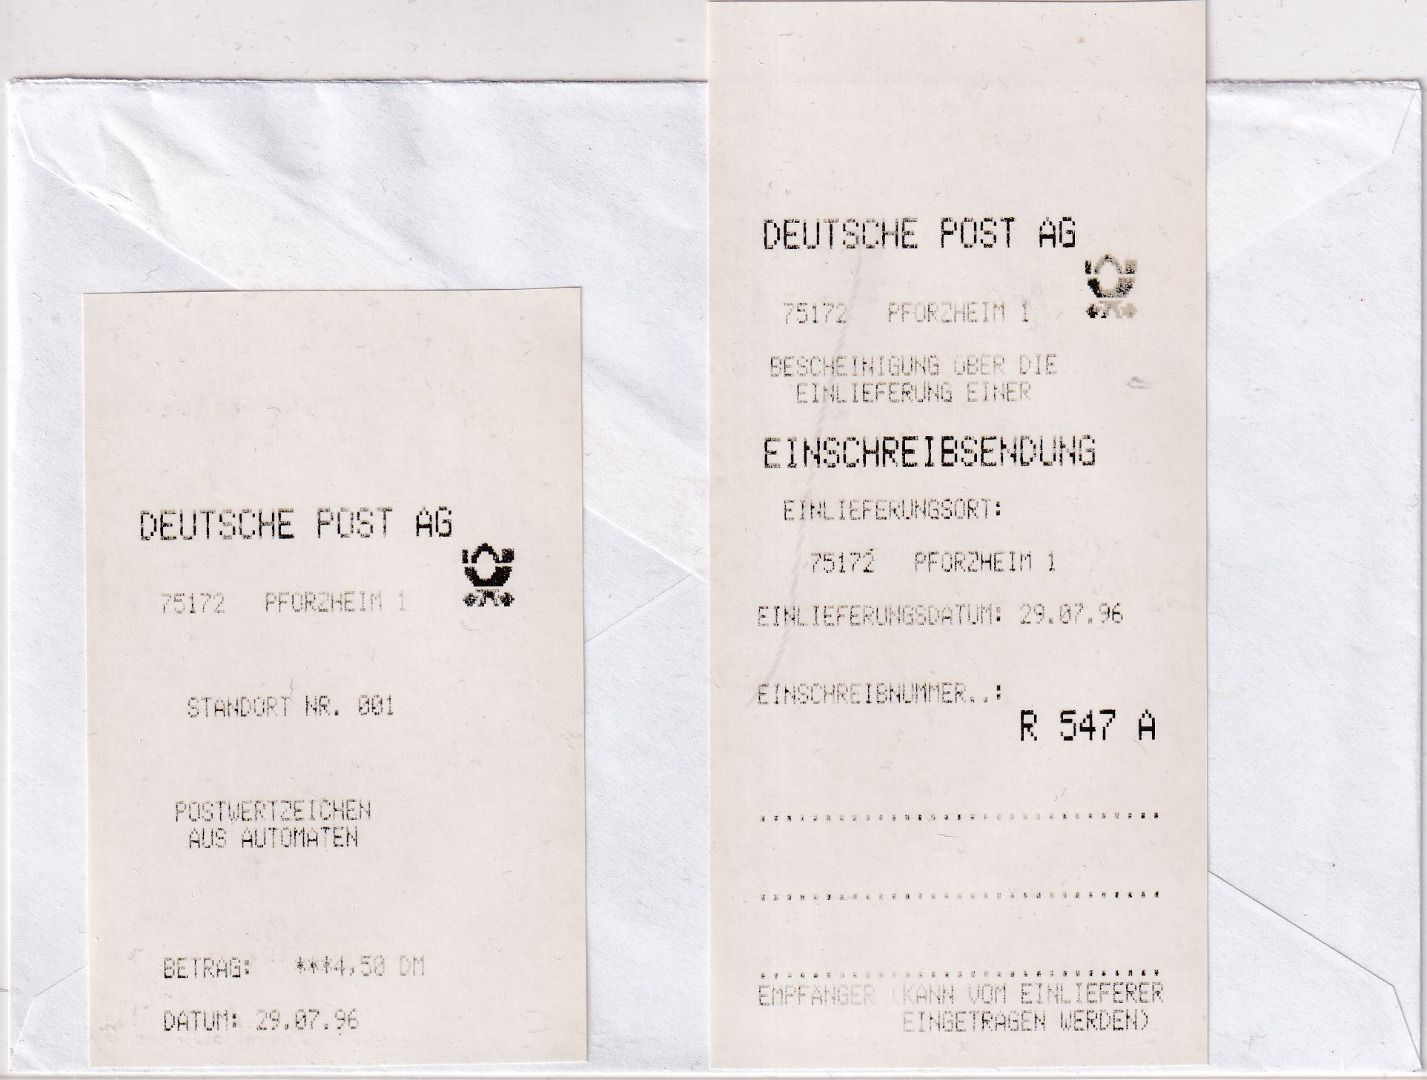 DEUTSCHE POST AG
75172 PFORZHEIM 1
STANDORT NR. 001
POSTWERTZEICHEN
AUS AUTOMATEN
BETRAG: ***4,50 DM
DATUM: 29.07.96
DEUTSCHE POST AG
75172 PFORZHEIM 1
BESCHEINIGUNG ÜBER DIE
EINLIEFERUNG EINER
EINSCHREIBSENDUNG
EINLIEFERUNGSORT:
75172 PFORZHEIM 1
EINLIEFERUNGSDATUM: 29.07.96
EINSCHREIBNUMMER..:
R 547 A
EMPFÄNGER (KANN VOM EINLIEFERER
EINGETRAGEN WERDEN)